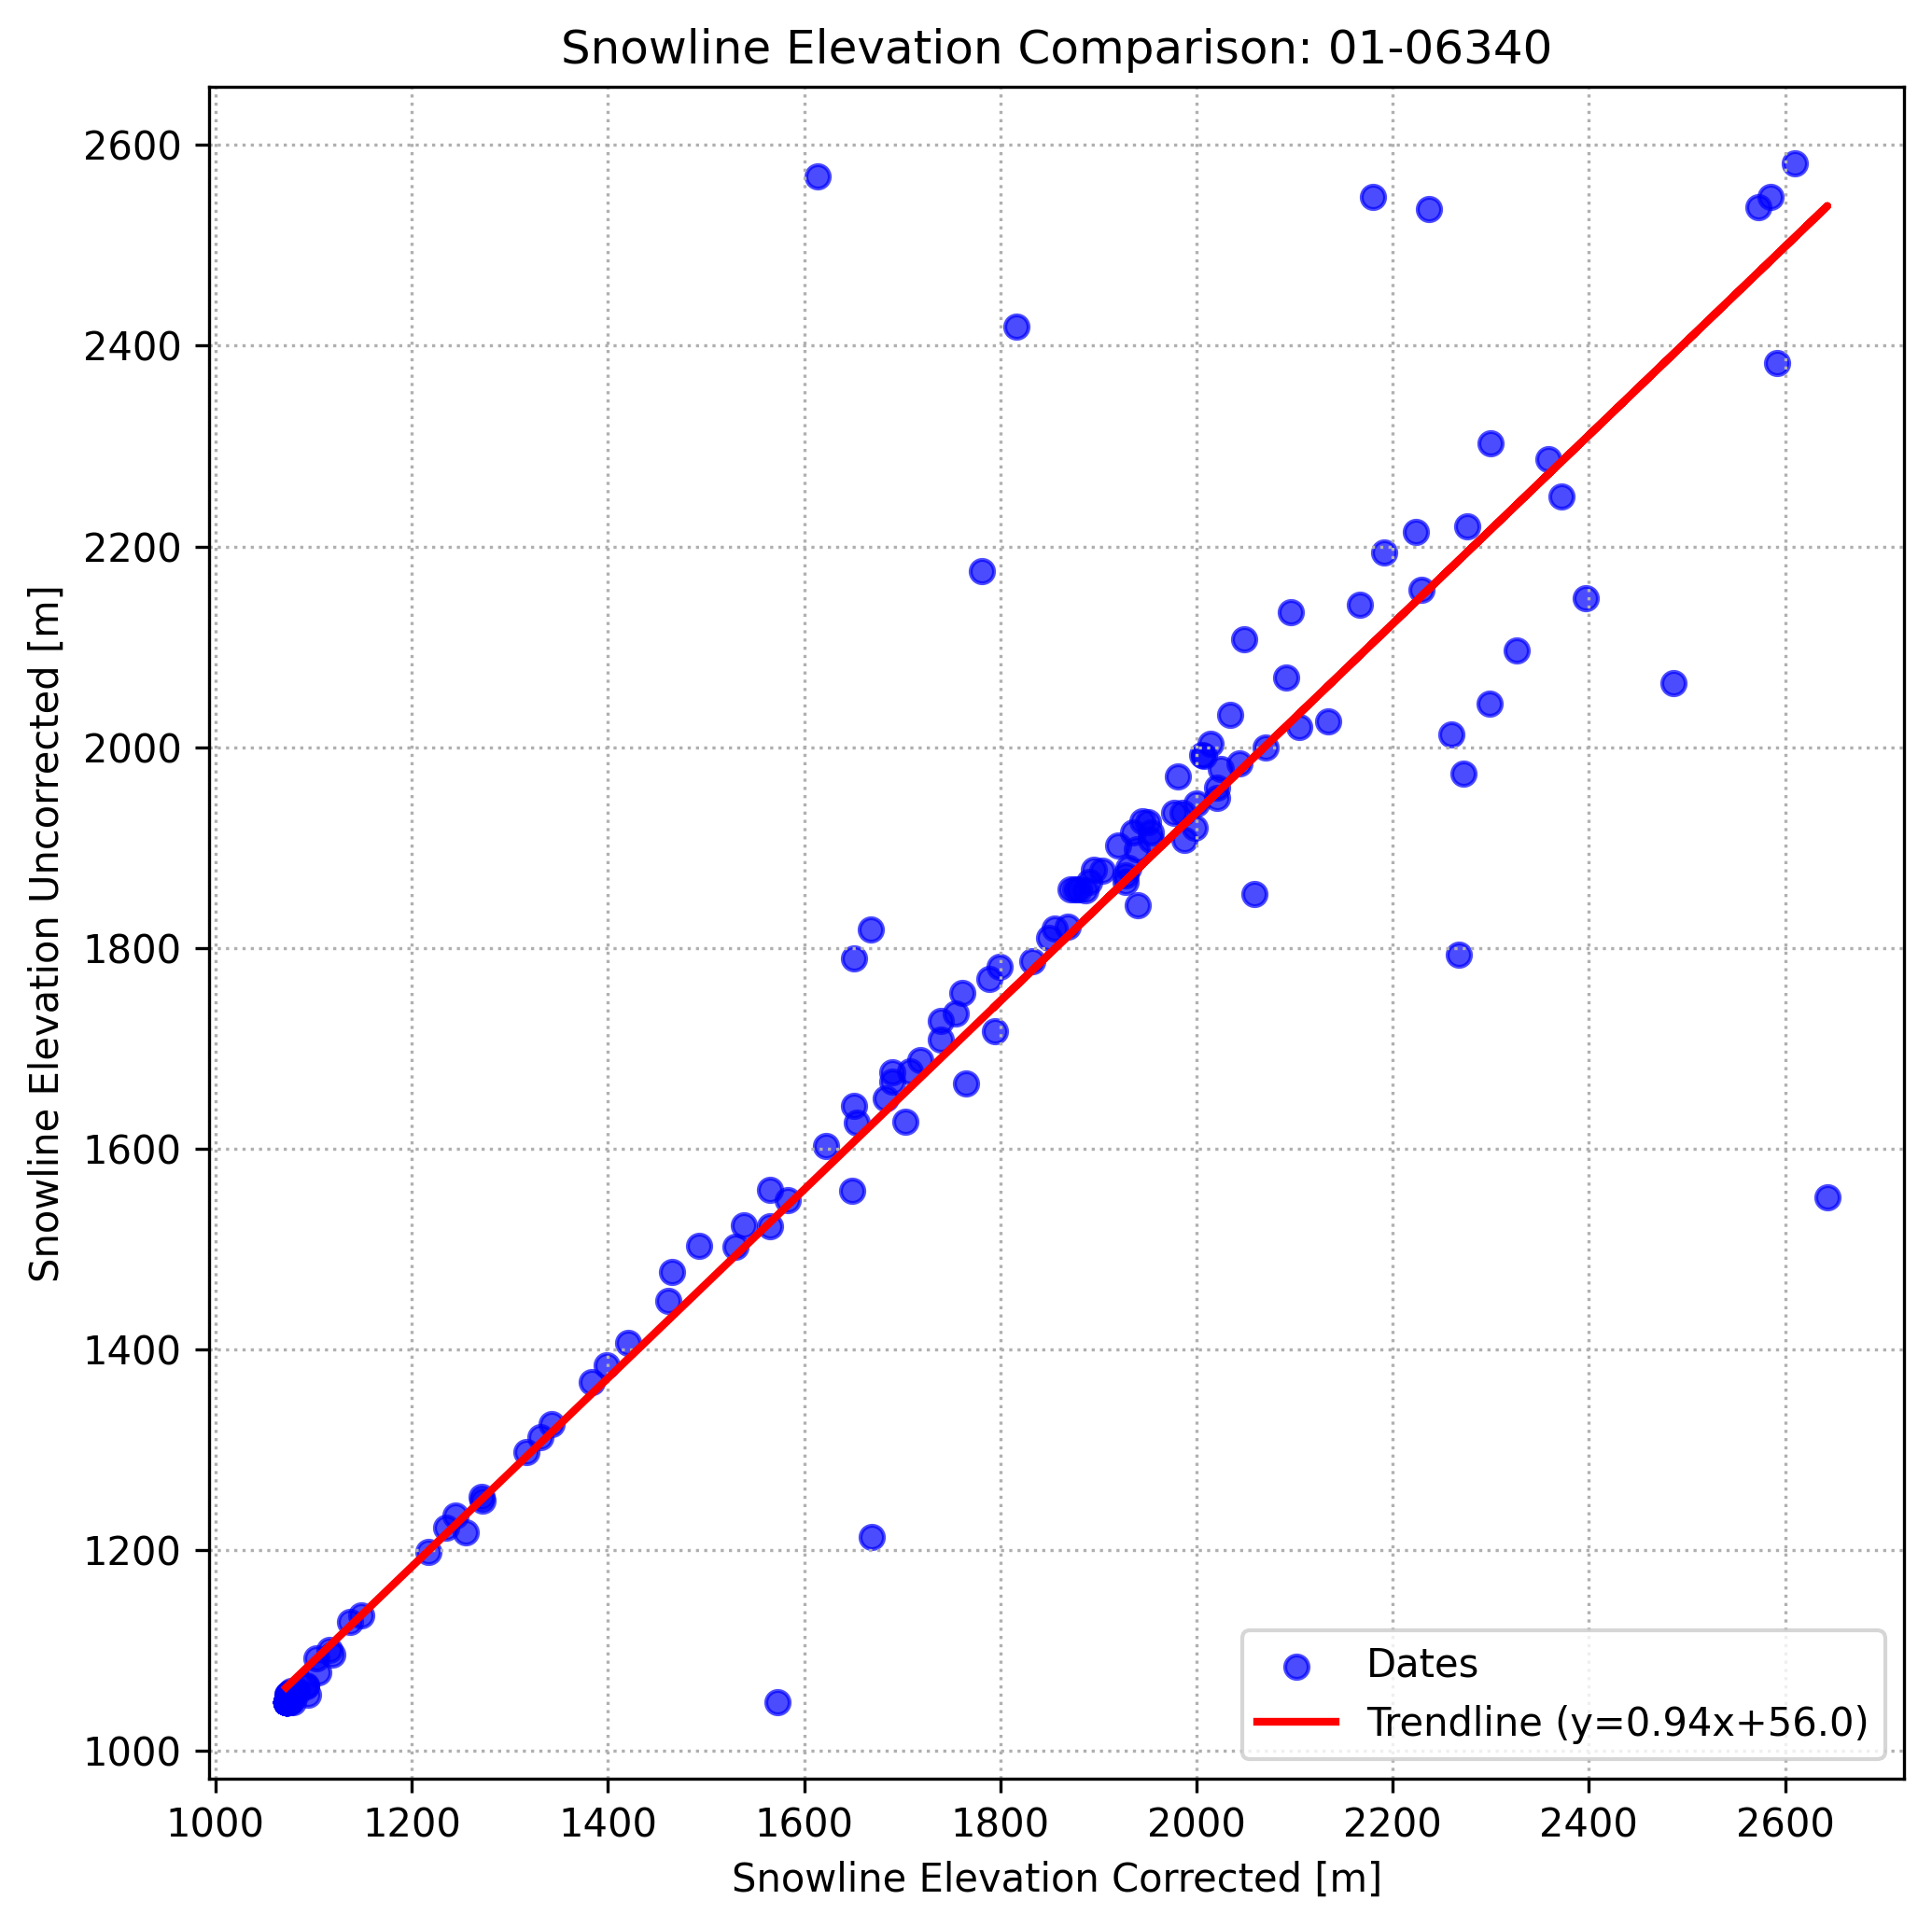 Snowline Elevation Comparison: 01-06340
Snowline Elevation Uncorrected [m]
2600
2400
2200
2000
1800
1600
1400
1200
1000
Dates
Trendline (y=0.94x+56.0)
1000 1200 1400 1600 1800 2000 2200 2400 2600
Snowline Elevation Corrected [m]